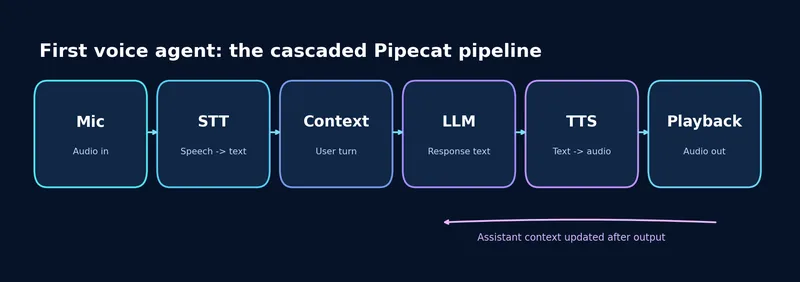 First voice agent: the cascaded Pipecat pipeline
Mic
Audio in
STT
Speech -> text
Context
User turn
LLM
Response text
TTS
Text -> audio
Playback
Audio out
Assistant context updated after output